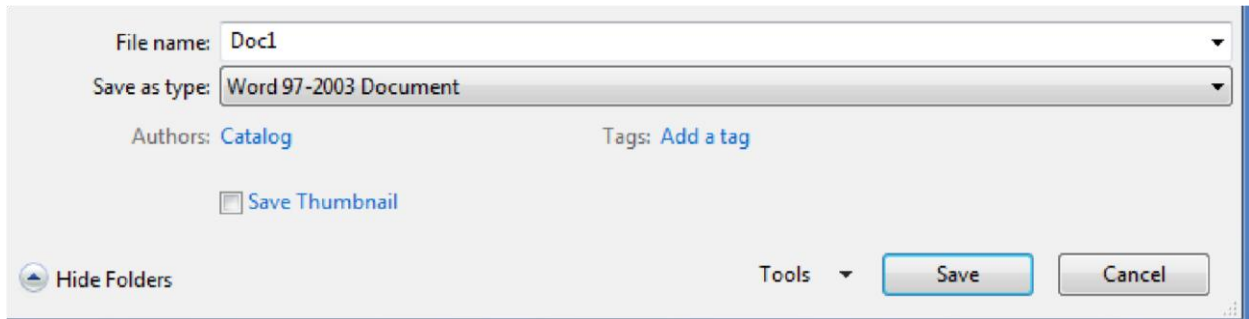 File name: Doc1
Save as type: Word 97-2003 Document
Authors: Catalog Tags: Add a tag
Save Thumbnail
Hide Folders Tools Save Cancel